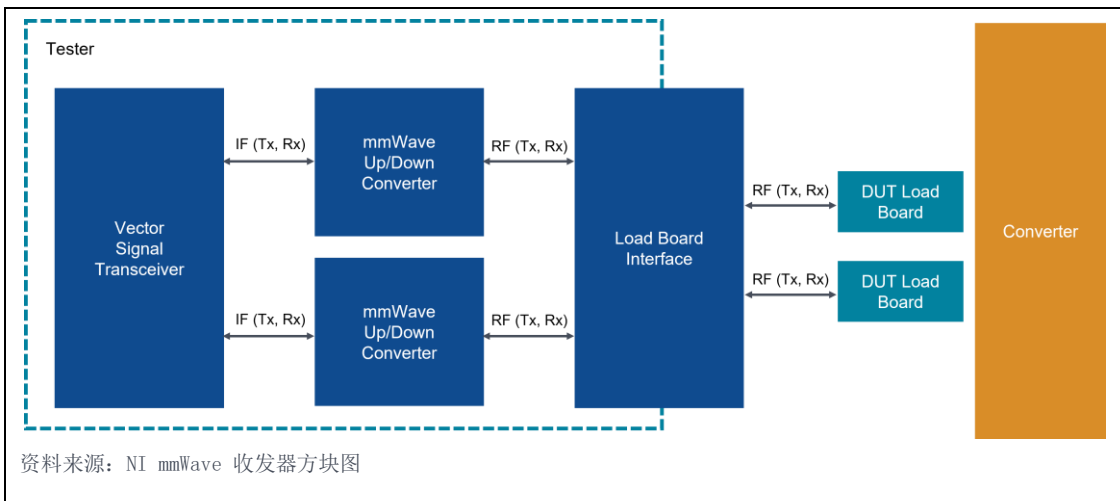 Tester
Vector
Signal
Transceiver
IF (Tx, Rx)
mmWave
Up/Down
Converter
RF (Tx, Rx)
IF (Tx, Rx)
mmWave
Up/Down
Converter
RF (Tx, Rx)
Load Board
Interface
RF (Tx, Rx)
DUT Load
Board
RF (Tx, Rx)
DUT Load
Board
Converter
资料来源：NI mmWave 收发器方块图